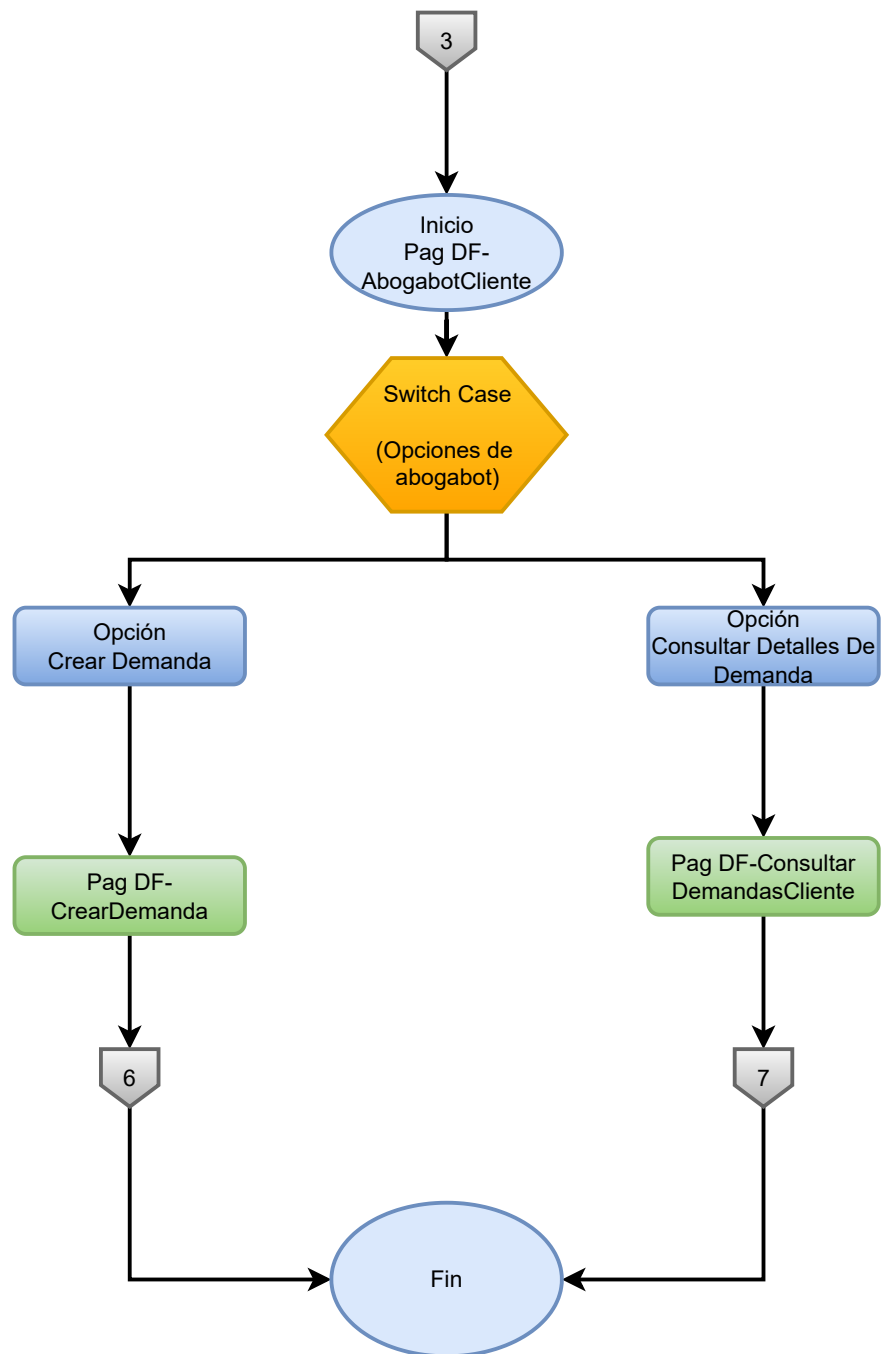 3
Inicio
Pag DF-
AbogabotCliente
Switch Case
(Opciones de
abogabot)
Opción
Crear Demanda
Opción
Consultar Detalles De
Demanda
Pag DF-
CrearDemanda
Pag DF-Consultar
DemandasCliente
6
7
Fin